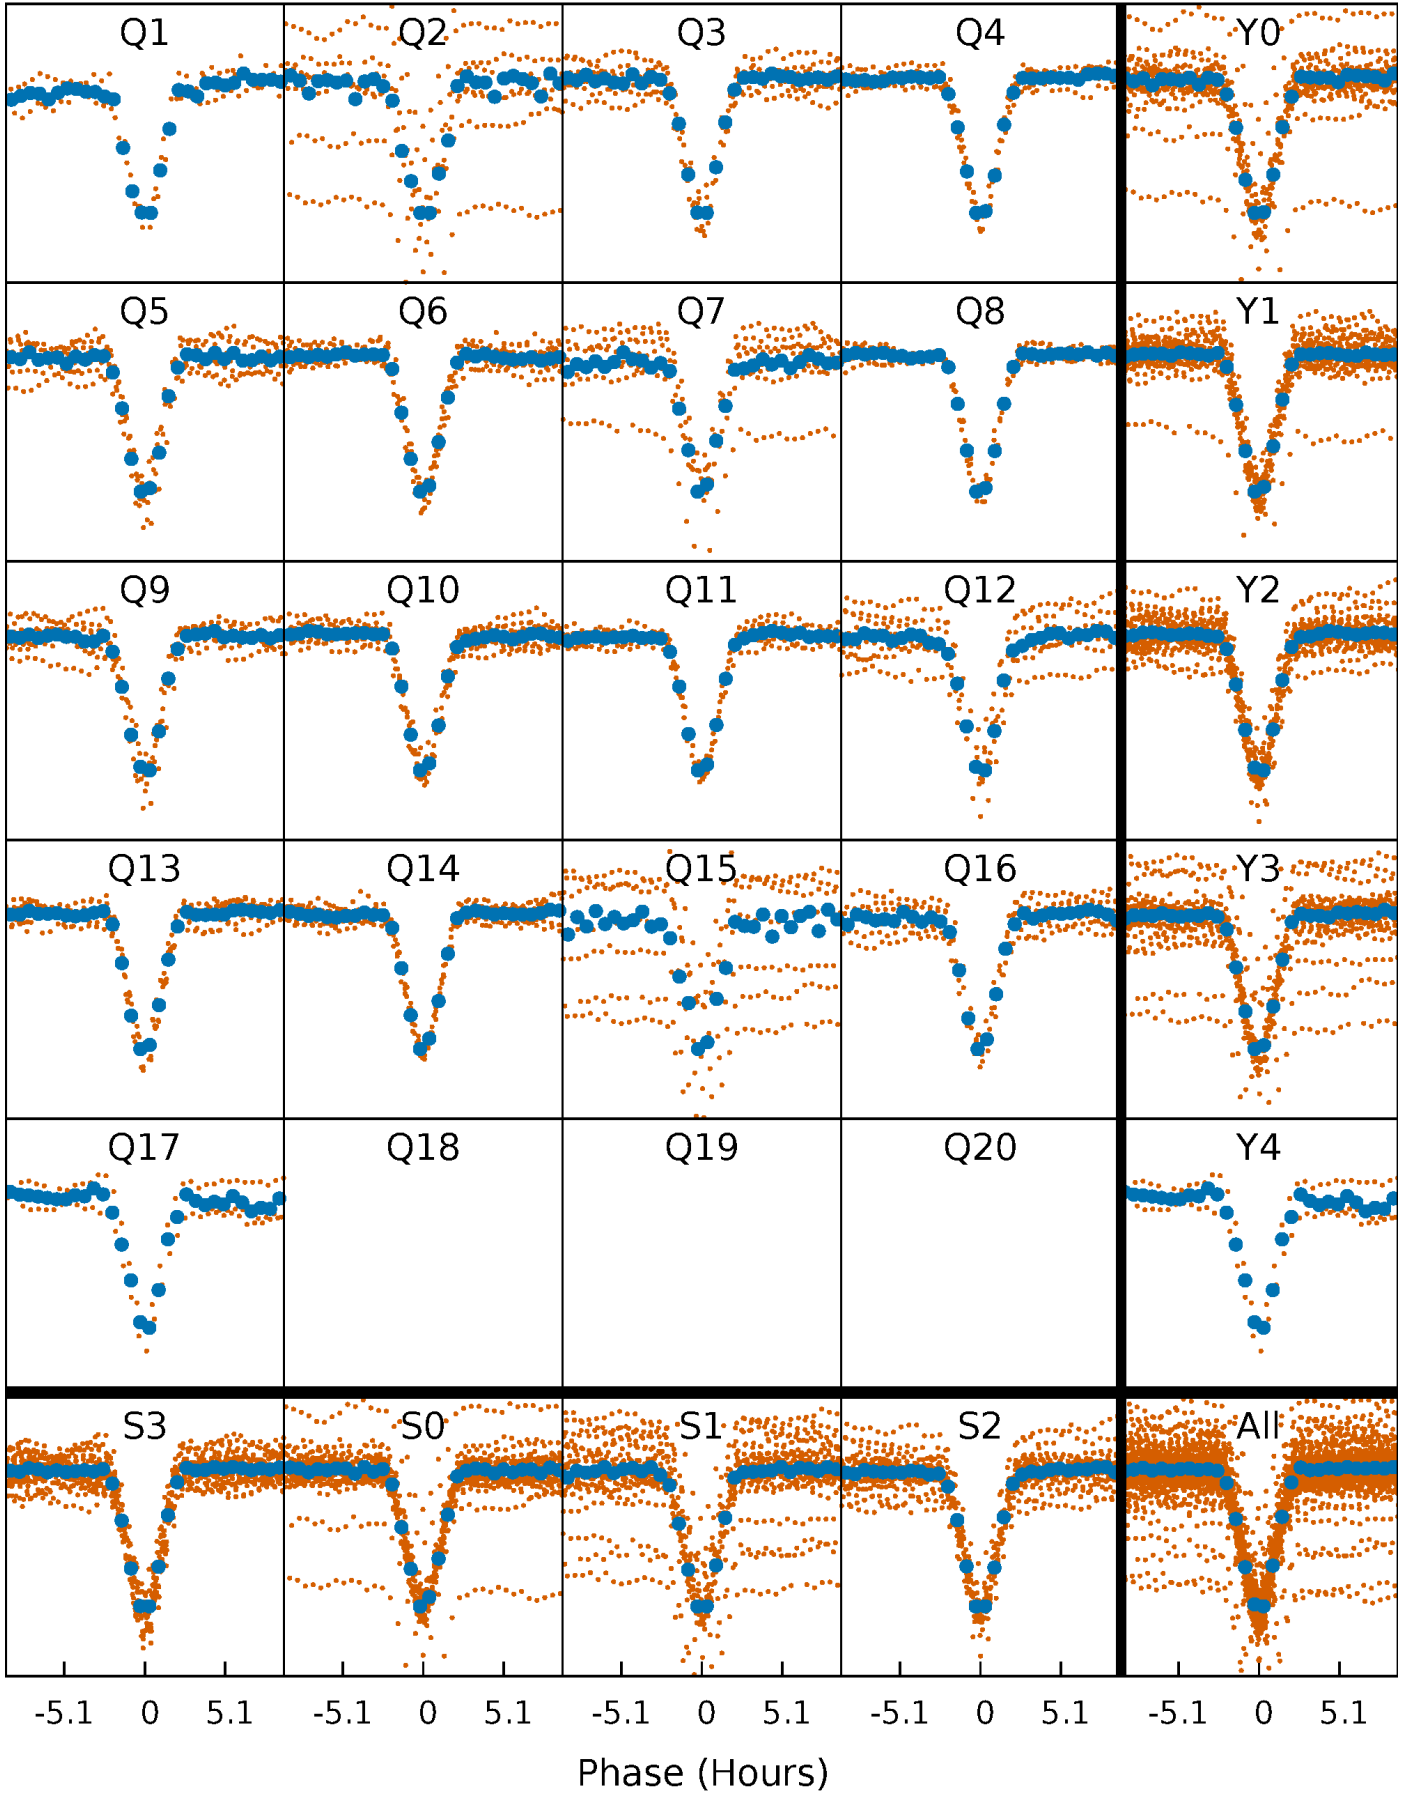 Q1 Q2 Q3 Q4 Y0
Q5 Q6 Q7 Q8 Y1
Q9 Q10 Q11 Q12 Y2
Q13 Q14 Q15 Q16 Y3
Q17 Q18 Q19 Q20 Y4
S3 S0 S1 S2 All
-5.1 0 5.1 -5.1 0 5.1 -5.1 0 5.1 -5.1 0 5.1 -5.1 0 5.1
Phase (Hours)